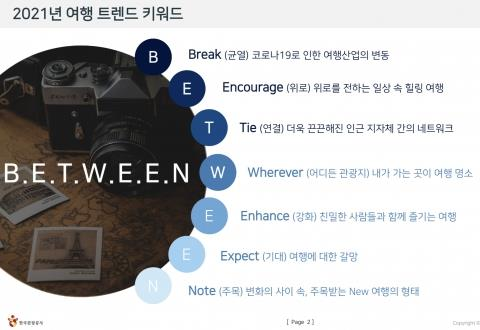 2021년 여행 트렌드 키워드
B Break (균열) 코로나19로 인한 여행산업의 변동
E Encourage (위로) 위로를 전하는 일상 속 힐링 여행
T Tie (연결) 더욱 끈끈해진 인근 지자체 간의 네트워크
B.E.T.W.E.E.N
W Wherever (어디든 관광지) 내가 가는 곳이 여행 명소
E Enhance (강화) 친밀한 사람들과 함께 즐기는 여행
E Expect (기대) 여행에 대한 갈망
N Note (주목) 변화의 사이 속, 주목받는 New 여행의 형태
한국관광공사
[ Page 2 ]
Copyright ©